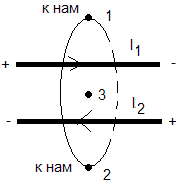 к нам 1
I1
+ -
3
I2
- +
к нам 2